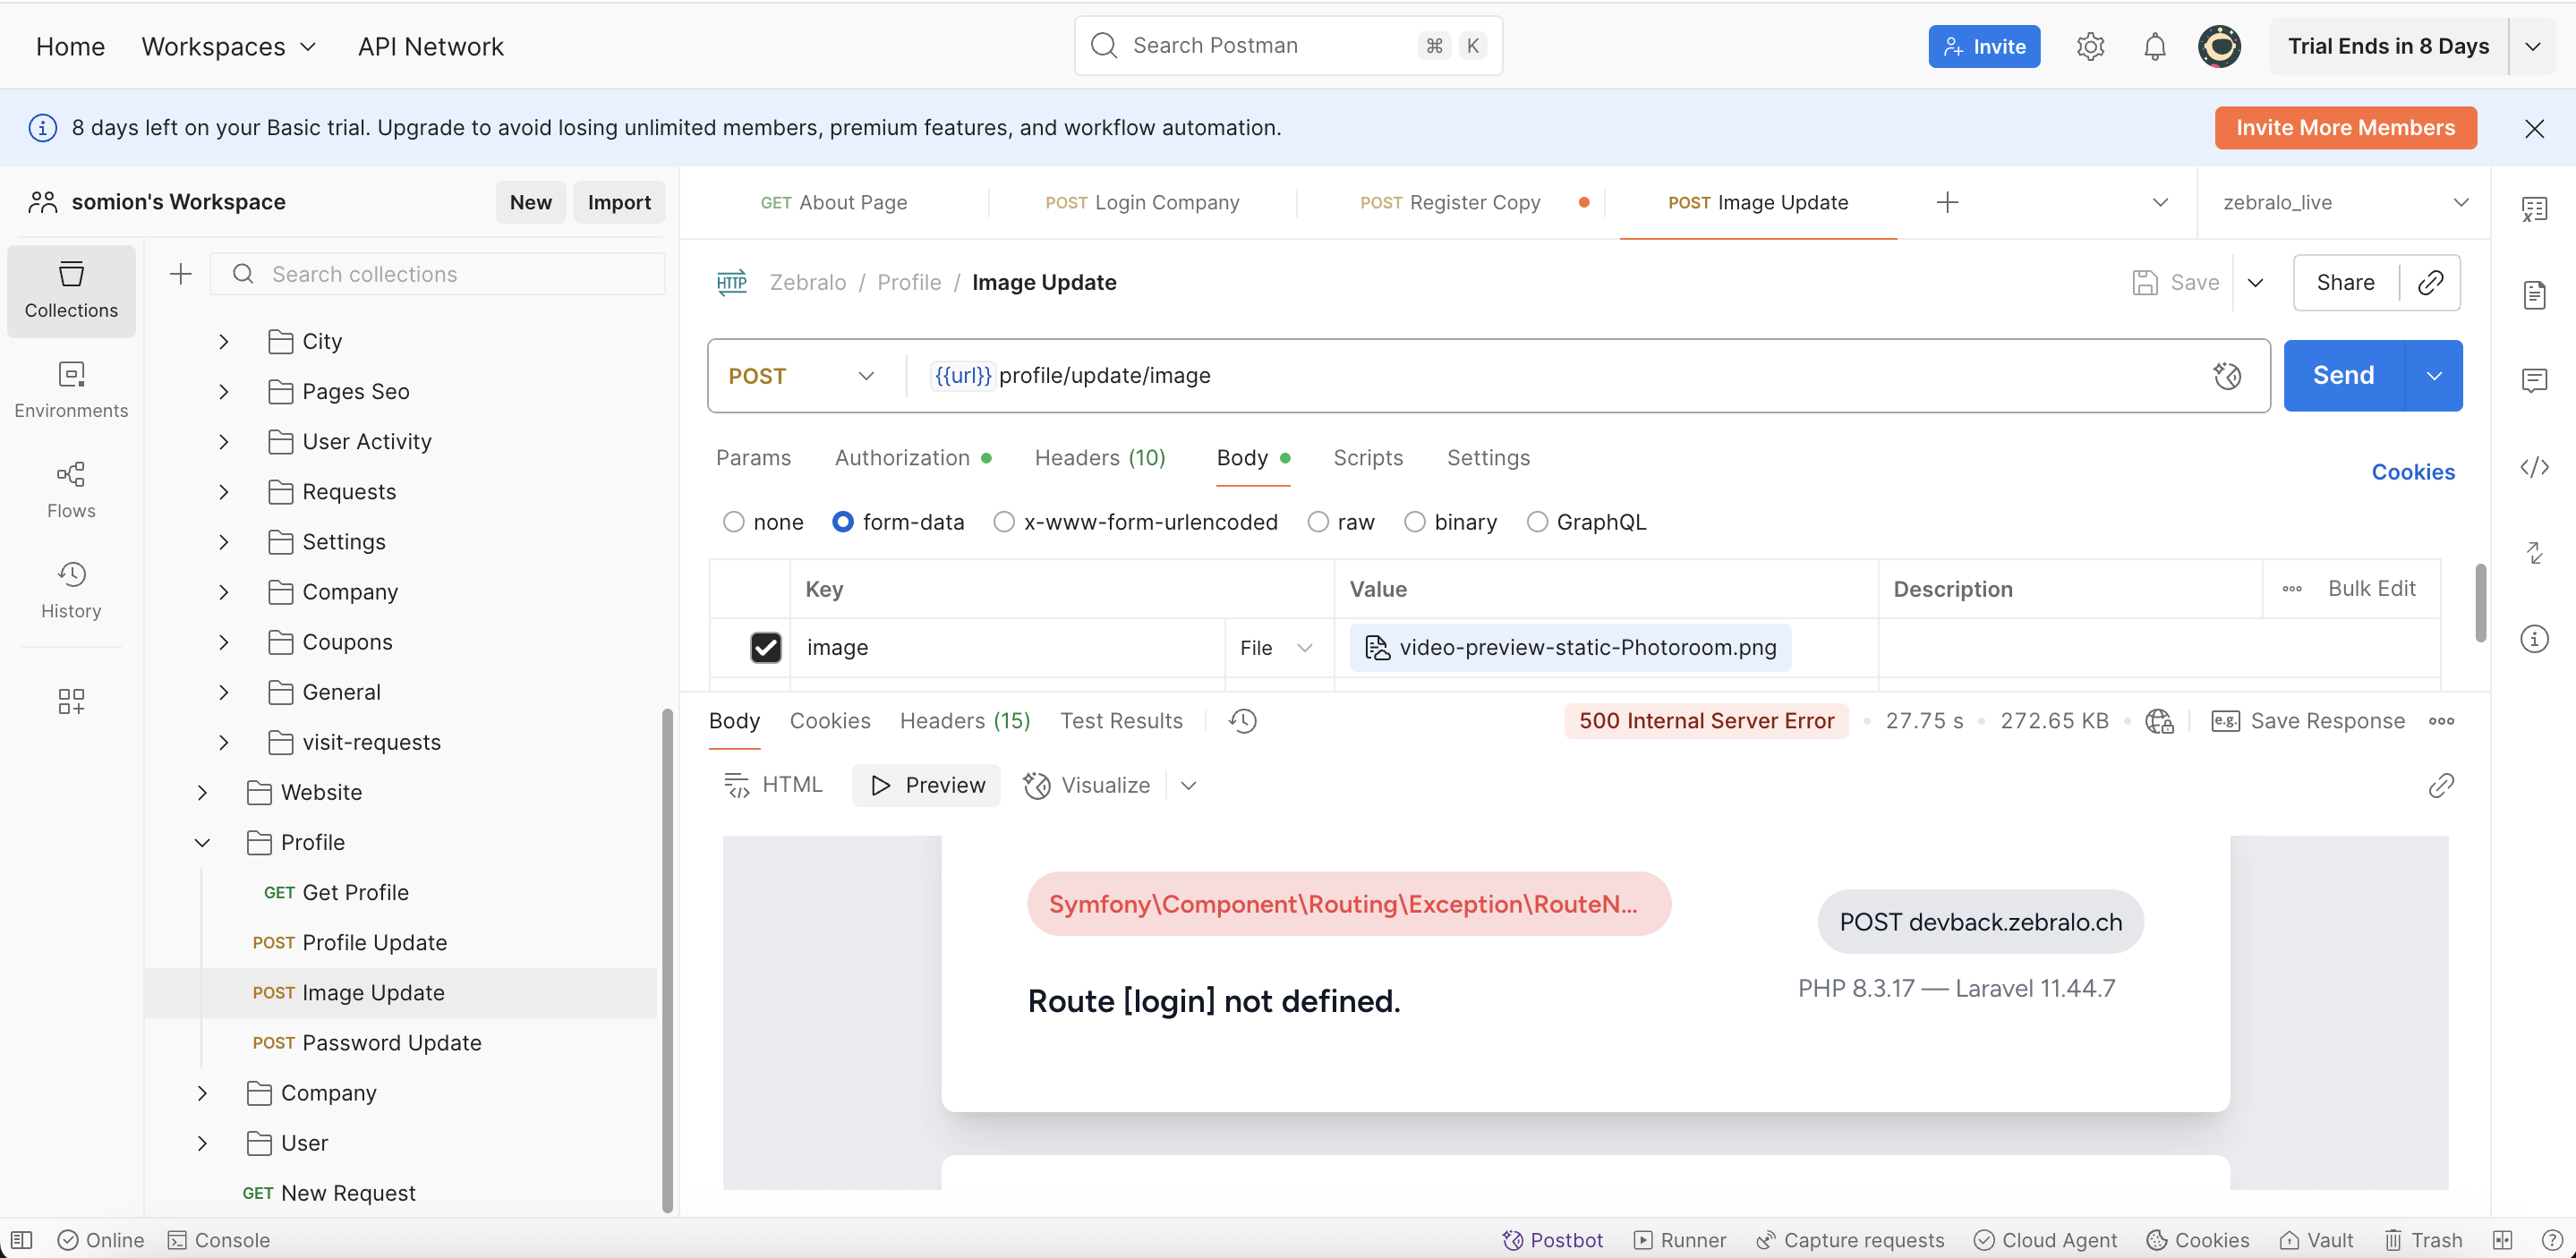 Home Workspaces API Network Search Postman ⌘ K Invite Trial Ends in 8 Days
8 days left on your Basic trial. Upgrade to avoid losing unlimited members, premium features, and workflow automation. Invite More Members
somion's Workspace New Import
GET About Page POST Login Company POST Register Copy POST Image Update zebralo_live
Collections
Environments
Flows
History
Search collections
City
Pages Seo
User Activity
Requests
Settings
Company
Coupons
General
visit-requests
Website
Profile
GET Get Profile
POST Profile Update
POST Image Update
POST Password Update
Company
User
GET New Request
HTTP Zebralo / Profile / Image Update Save Share
POST {{url}} profile/update/image Send
Params Authorization Headers (10) Body Scripts Settings Cookies
none form-data x-www-form-urlencoded raw binary GraphQL
Key Value Description Bulk Edit
image File video-preview-static-Photoroom.png
Body Cookies Headers (15) Test Results 500 Internal Server Error 27.75 s 272.65 KB e.g. Save Response
HTML Preview Visualize
Symfony\Component\Routing\Exception\RouteN...
POST devback.zebralo.ch
PHP 8.3.17 — Laravel 11.44.7
Route [login] not defined.
Online Console Postbot Runner Capture requests Cloud Agent Cookies Vault Trash